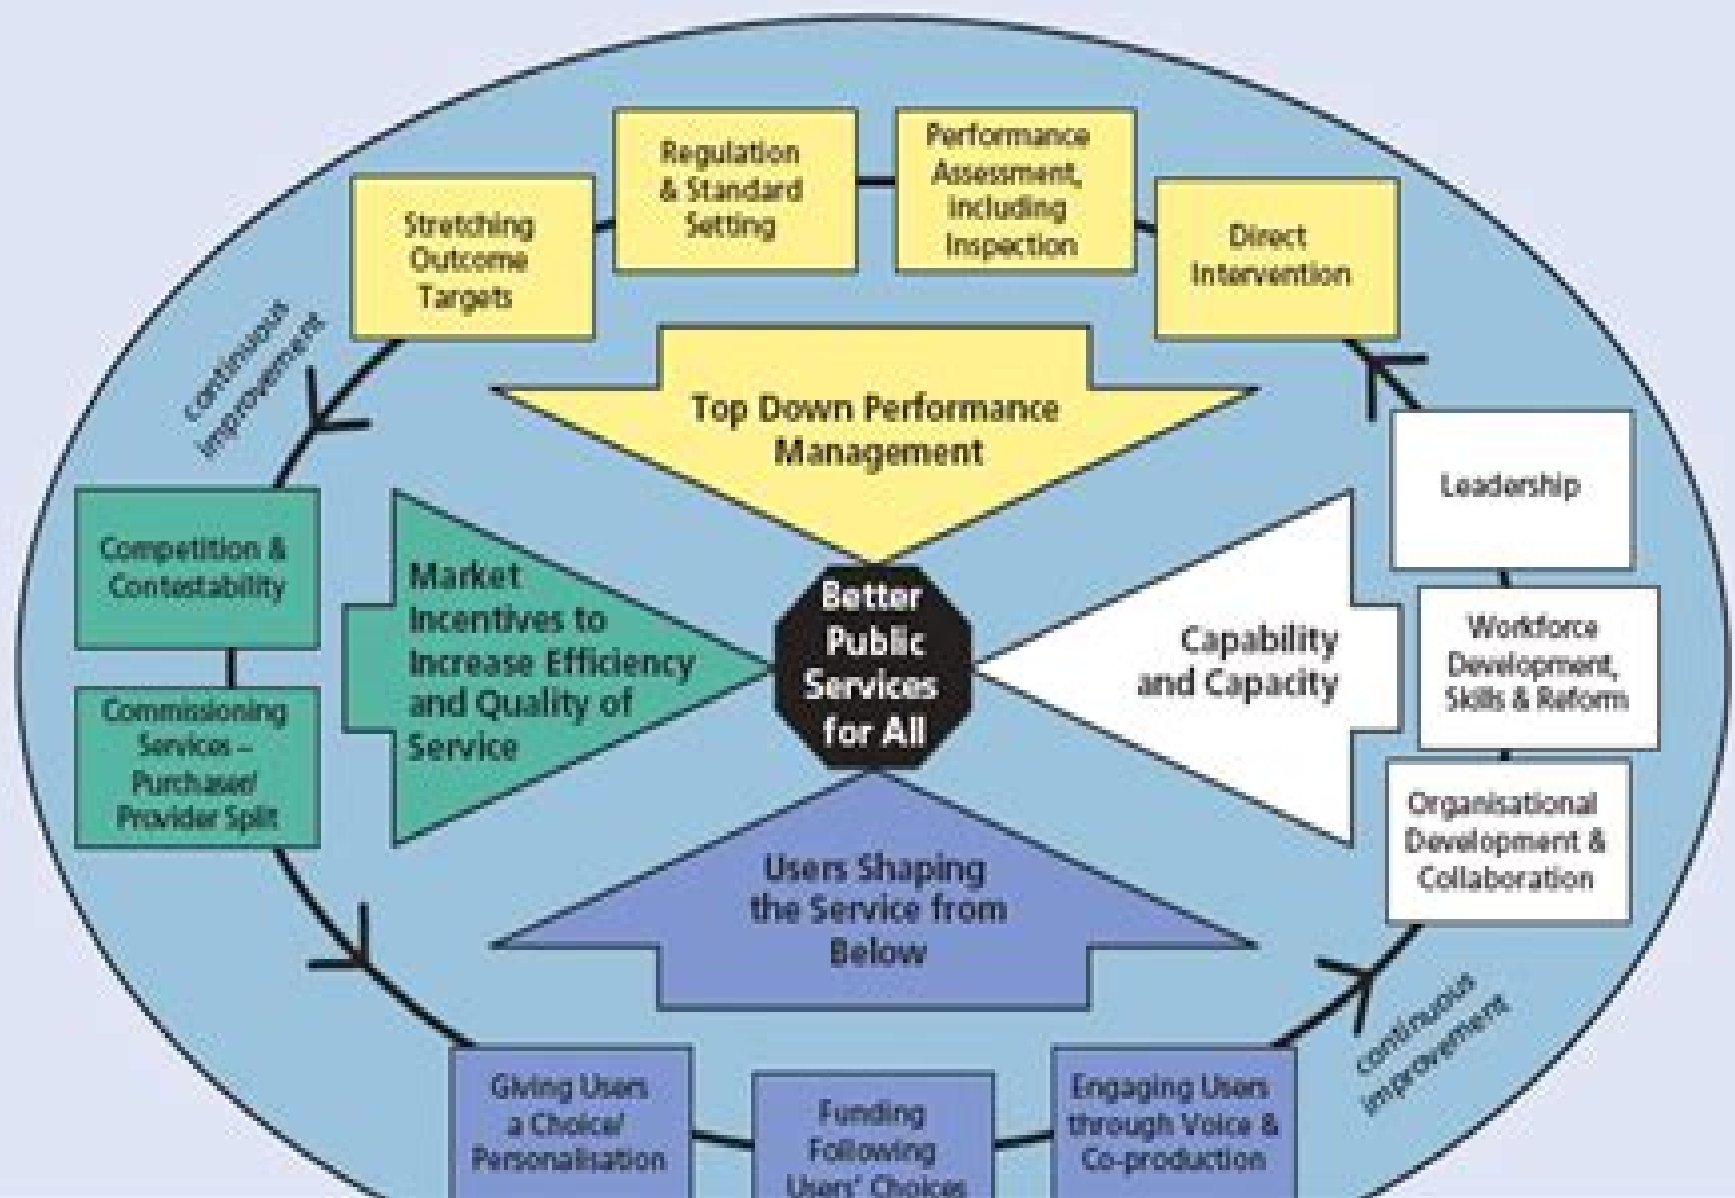 Regulation
& Standard
Setting
Performance
Assessment,
including
Inspection
Stretching
Outcome
Targets
Direct
Intervention
continuous
improvement
Top Down Performance
Management
Leadership
Competition &
Contestability
Market
Incentives to
Increase Efficiency
and Quality of
Service
Better
Public
Services
for All
Capability
and Capacity
Workforce
Development,
Skills & Reform
Commissioning
Services –
Purchaser/
Provider Split
Organisational
Development &
Collaboration
Users Shaping
the Service from
Below
continuous
improvement
Giving Users
a Choice/
Personalisation
Funding
Following
Users' Choices
Engaging Users
through Voice &
Co-production